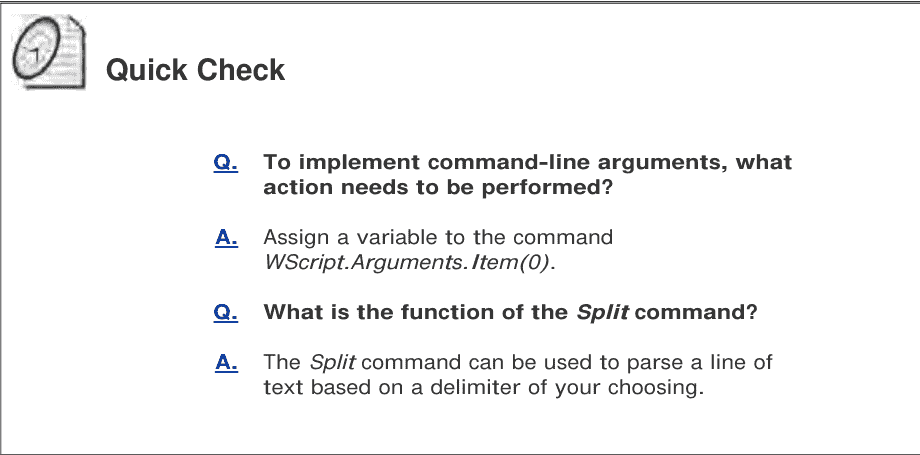 Quick Check
Q. To implement command-line arguments, what
action needs to be performed?
A. Assign a variable to the command
WScript.Arguments.Item(0).
Q. What is the function of the Split command?
A. The Split command can be used to parse a line of
text based on a delimiter of your choosing.